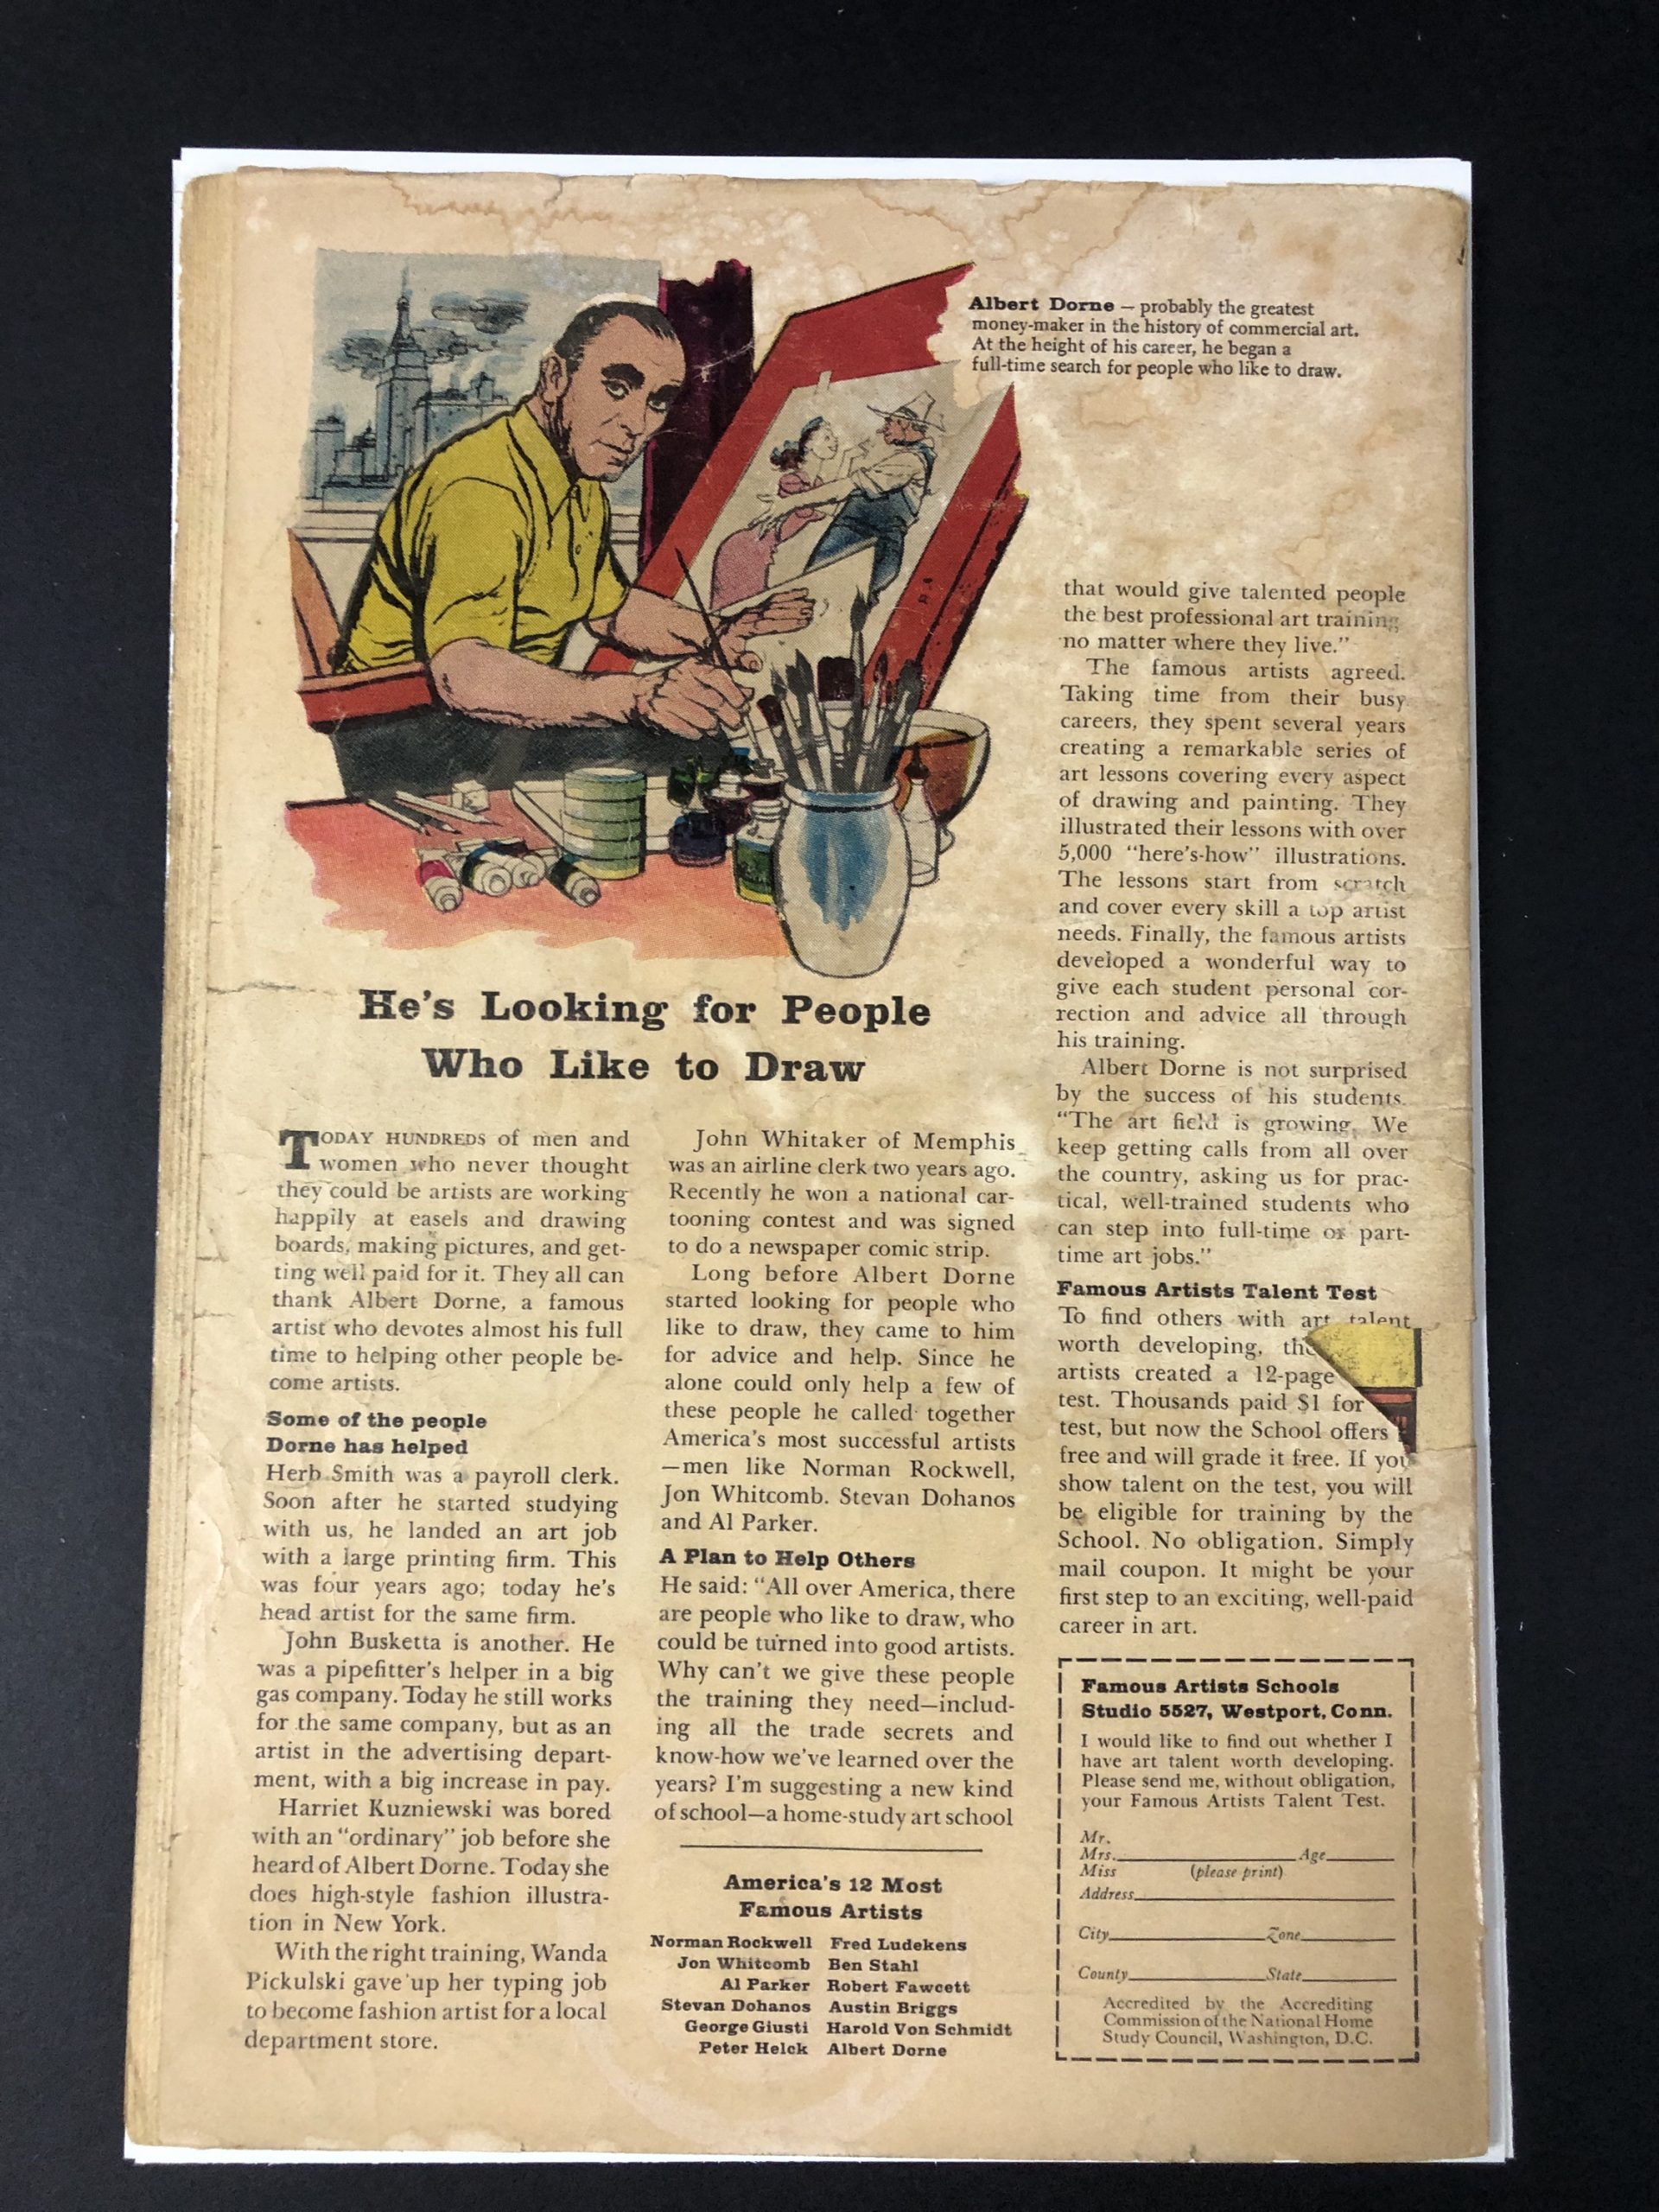 Albert Dorne – probably the greatest
money-maker in the history of commercial art.
At the height of his career, he began a
full-time search for people who like to draw.
He's Looking for People
Who Like to Draw
TODAY HUNDREDS of men and
women who never thought
they could be artists are working
happily at easels and drawing
boards, making pictures, and get-
ting well paid for it. They all can
thank Albert Dorne, a famous
artist who devotes almost his full
time to helping other people be-
come artists.
Some of the people
Dorne has helped
Herb Smith was a payroll clerk.
Soon after he started studying
with us, he landed an art job
with a large printing firm. This
was four years ago; today he's
head artist for the same firm.
John Busketta is another. He
was a pipefitter's helper in a big
gas company. Today he still works
for the same company, but as an
artist in the advertising depart-
ment, with a big increase in pay.
Harriet Kuzniewski was bored
with an "ordinary" job before she
heard of Albert Dorne. Today she
does high-style fashion illustra-
tion in New York.
With the right training, Wanda
Pickulski gave up her typing job
to become fashion artist for a local
department store.
John Whitaker of Memphis
was an airline clerk two years ago.
Recently he won a national car-
tooning contest and was signed
to do a newspaper comic strip.
Long before Albert Dorne
started looking for people who
like to draw, they came to him
for advice and help. Since he
alone could only help a few of
these people he called together
America's most successful artists
—men like Norman Rockwell,
Jon Whitcomb. Stevan Dohanos
and Al Parker.
A Plan to Help Others
He said: "All over America, there
are people who like to draw, who
could be turned into good artists.
Why can't we give these people
the training they need—includ-
ing all the trade secrets and
know-how we've learned over the
years? I'm suggesting a new kind
of school—a home-study art school
America's 12 Most
Famous Artists
Norman Rockwell Fred Ludekens
Jon Whitcomb Ben Stahl
Al Parker Robert Fawcett
Stevan Dohanos Austin Briggs
George Giusti Harold Von Schmidt
Peter Helck Albert Dorne
that would give talented people
the best professional art training
no matter where they live."
The famous artists agreed.
Taking time from their busy
careers, they spent several years
creating a remarkable series of
art lessons covering every aspect
of drawing and painting. They
illustrated their lessons with over
5,000 "here's-how" illustrations.
The lessons start from scratch
and cover every skill a top artist
needs. Finally, the famous artists
developed a wonderful way to
give each student personal cor-
rection and advice all through
his training.
Albert Dorne is not surprised
by the success of his students.
"The art field is growing. We
keep getting calls from all over
the country, asking us for prac-
tical, well-trained students who
can step into full-time or part-
time art jobs."
Famous Artists Talent Test
To find others with art talent
worth developing,
artists created a 12-page
test. Thousands paid $1 for
test, but now the School offers
free and will grade it free. If you
show talent on the test, you will
be eligible for training by the
School. No obligation. Simply
mail coupon. It might be your
first step to an exciting, well-paid
career in art.
Famous Artists Schools
Studio 5527, Westport, Conn.
I would like to find out whether I
have art talent worth developing.
Please send me, without obligation,
your Famous Artists Talent Test.
Mr.
Mrs. Age
Miss (please print)
Address
City Zone
County State
Accredited by the Accrediting
Commission of the National Home
Study Council, Washington, D.C.